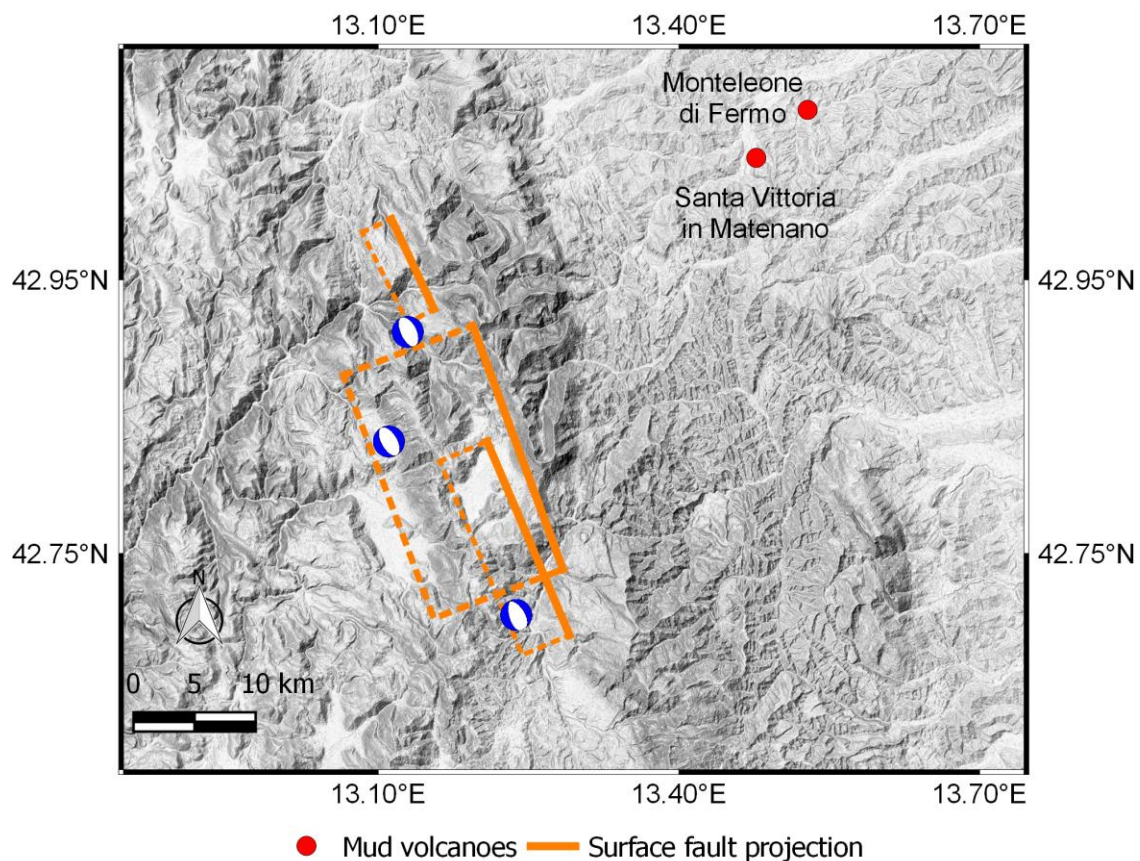 13.10°E 13.40°E 13.70°E
Monteleone
di Fermo
Santa Vittoria
in Matenano
42.95°N 42.95°N
42.75°N 42.75°N
N
0 5 10 km
13.10°E 13.40°E 13.70°E
Mud volcanoes Surface fault projection